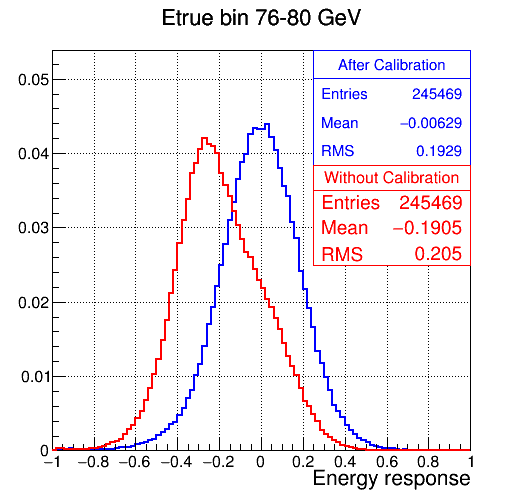 Etrue bin 76-80 GeV
After Calibration
Entries 245469
Mean −0.00629
RMS 0.1929
Without Calibration
Entries 245469
Mean −0.1905
RMS 0.205
0.05
0.04
0.03
0.02
0.01
0
−1 −0.8 −0.6 −0.4 −0.2 0 0.2 0.4 0.6 0.8 1
Energy response